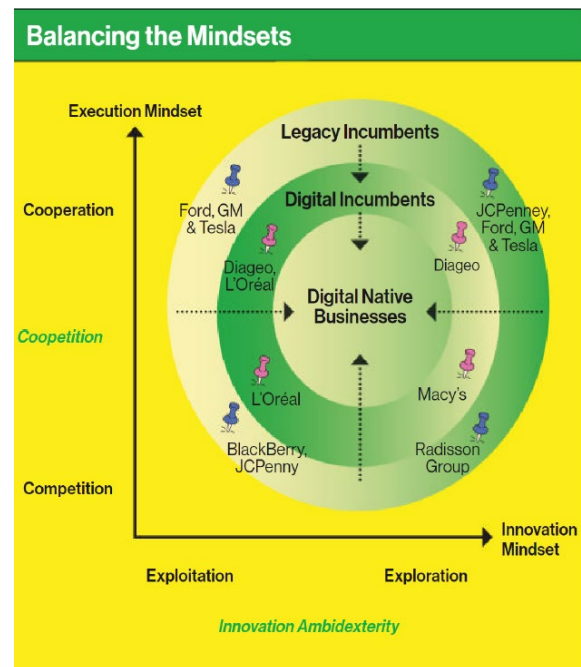 Balancing the Mindsets
Execution Mindset
Legacy Incumbents
Cooperation
Digital Incumbents
Ford, GM
& Tesla
JCPenney,
Ford, GM
& Tesla
Diageo,
L'Oréal
Diageo
Digital Native
Businesses
Coopetition
L'Oréal
Macy's
BlackBerry,
JCPenny
Radisson
Group
Competition
Innovation
Mindset
Exploitation
Exploration
Innovation Ambidexterity